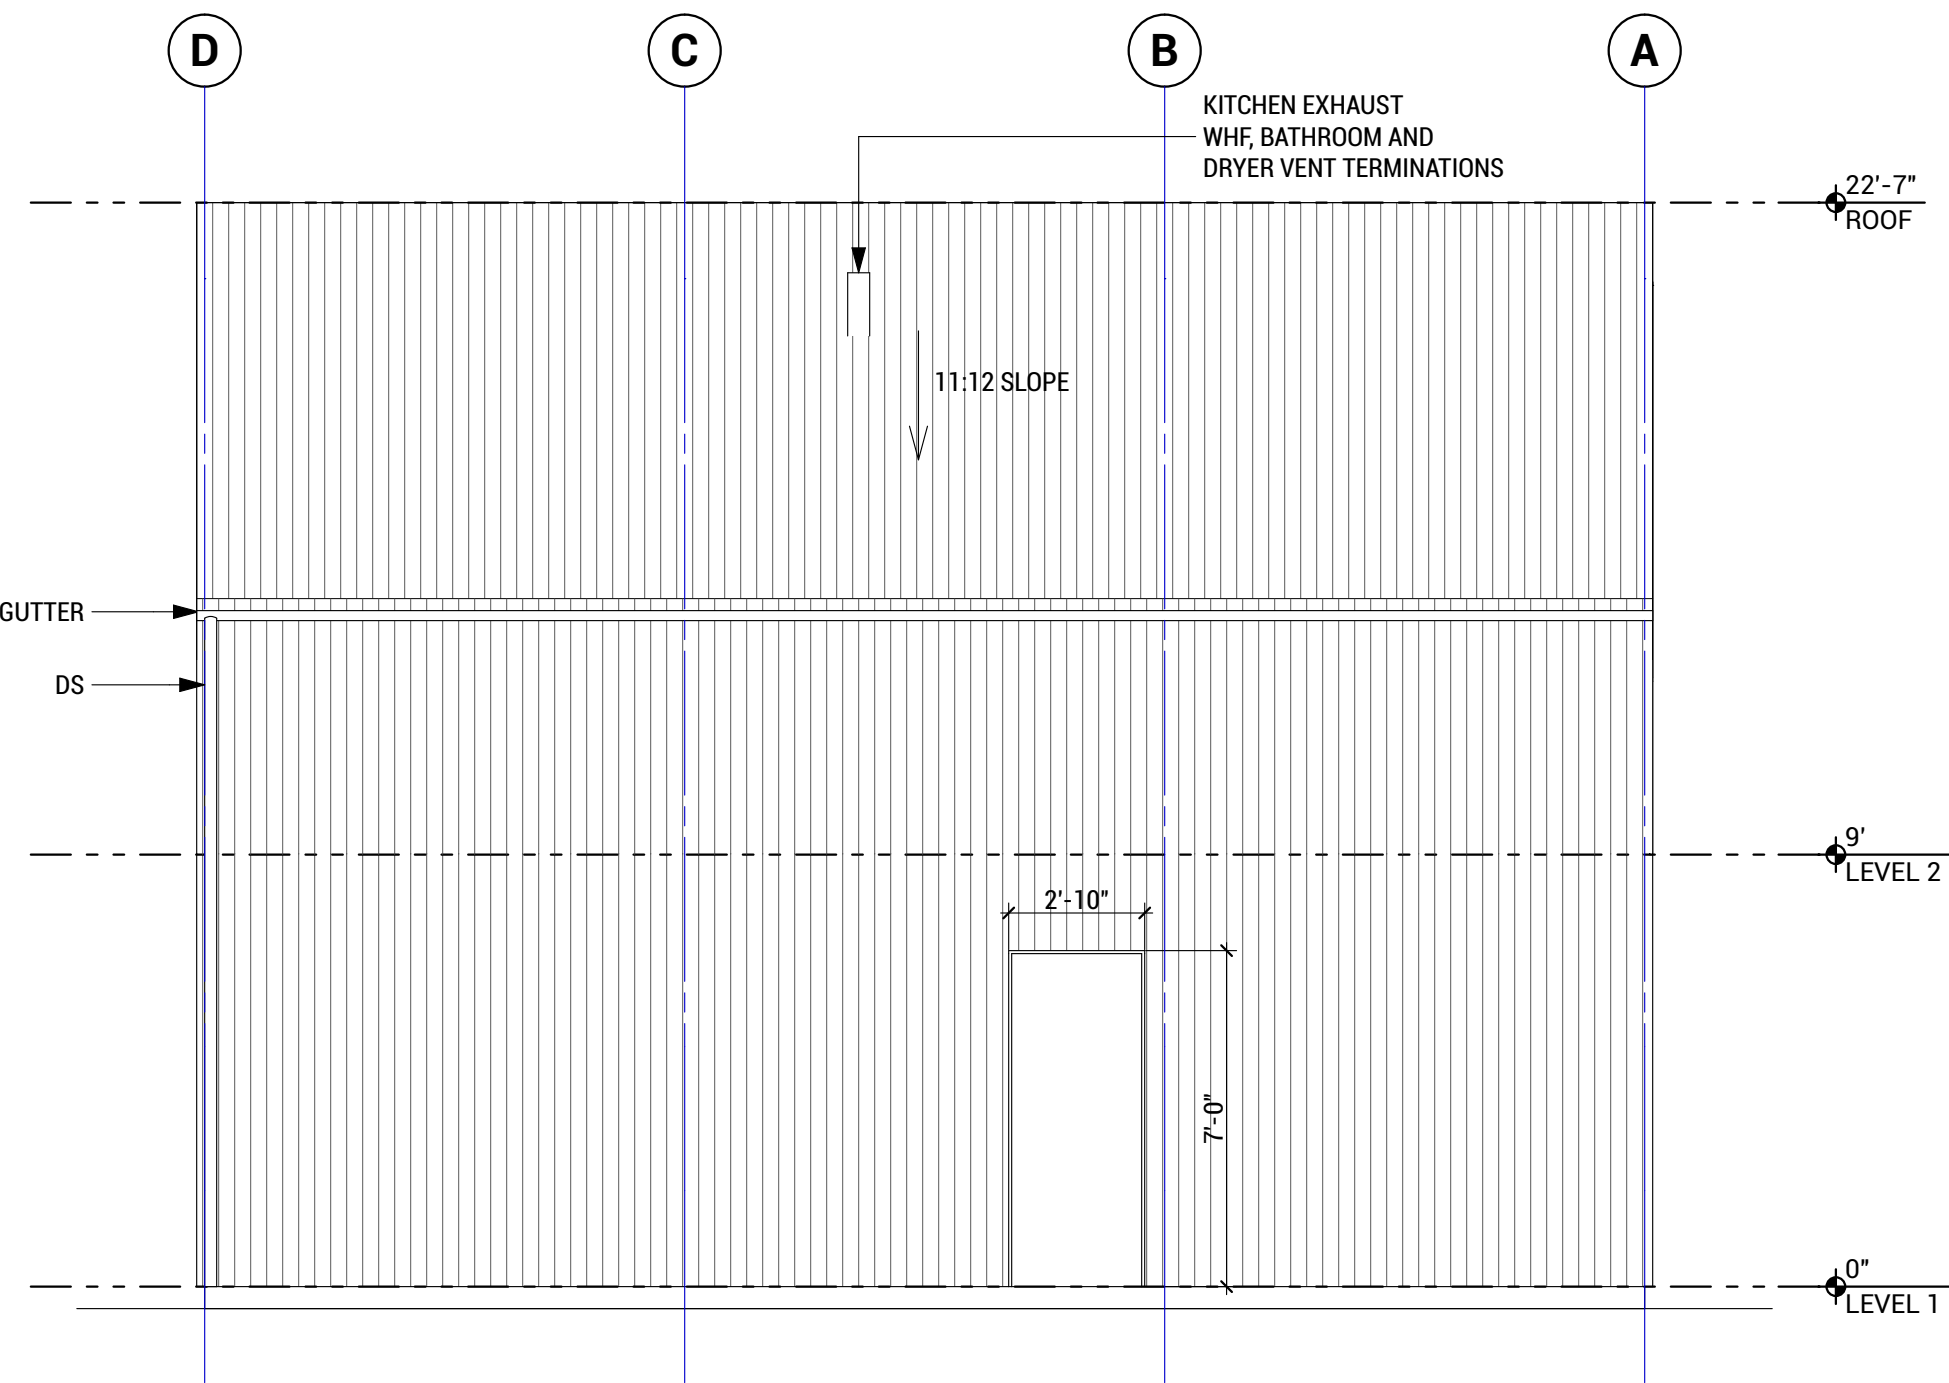 D
C
B
A
KITCHEN EXHAUST
WHF, BATHROOM AND
DRYER VENT TERMINATIONS
22'-7"
ROOF
11:12 SLOPE
GUTTER
DS
9'
LEVEL 2
2'-10"
7'-0"
0"
LEVEL 1